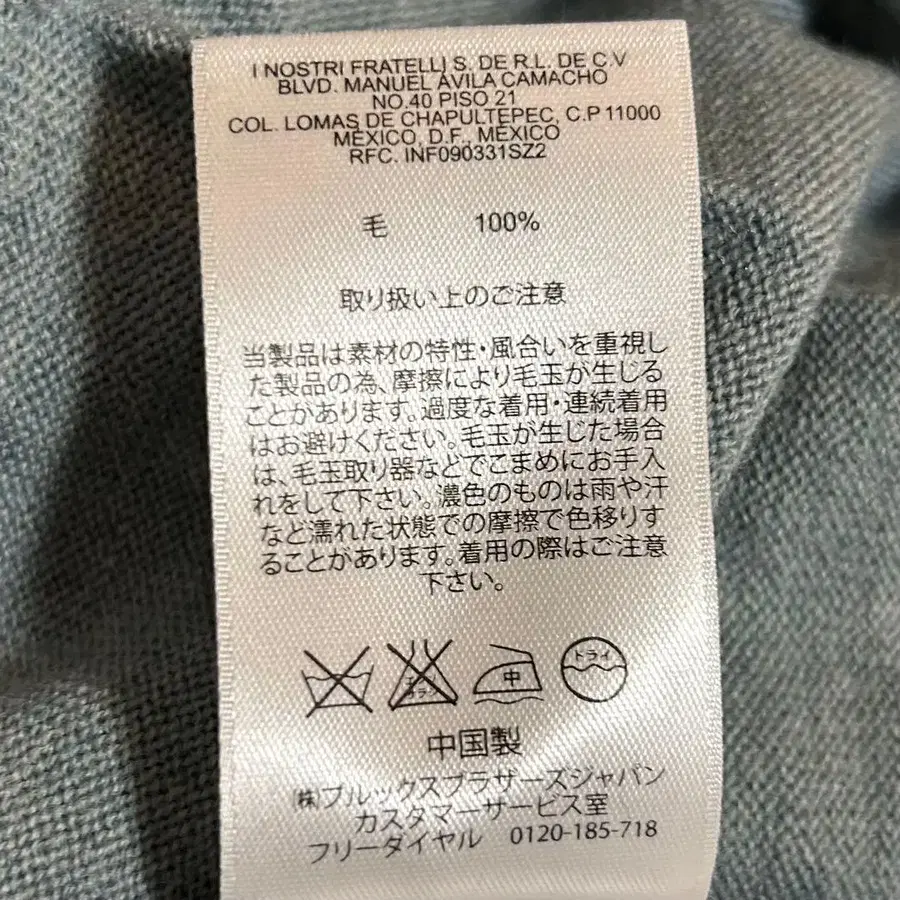 I NOSTRI FRATELLI S. DE R.L. DE C.V
BLVD. MANUEL ÁVILA CAMACHO
NO.40 PISO 21
COL. LOMAS DE CHAPULTEPEC, C.P 11000
MÉXICO, D.F., MÉXICO
RFC. INF090331SZ2
毛 100%
取り扱い上のご注意
当製品は素材の特性・風合いを重視し
た製品の為、摩擦により毛玉が生じる
ことがあります。過度な着用・連続着用
はお避けください。毛玉が生じた場合
は、毛玉取り器などでこまめにお手入
れをして下さい。濃色のものは雨や汗
など濡れた状態での摩擦で色移りす
ることがあります。着用の際はご注意
下さい。
エンソサラシ 中 ドライ
中国製
㈱ブルックスブラザーズジャパン
カスタマーサービス室
フリーダイヤル 0120-185-718